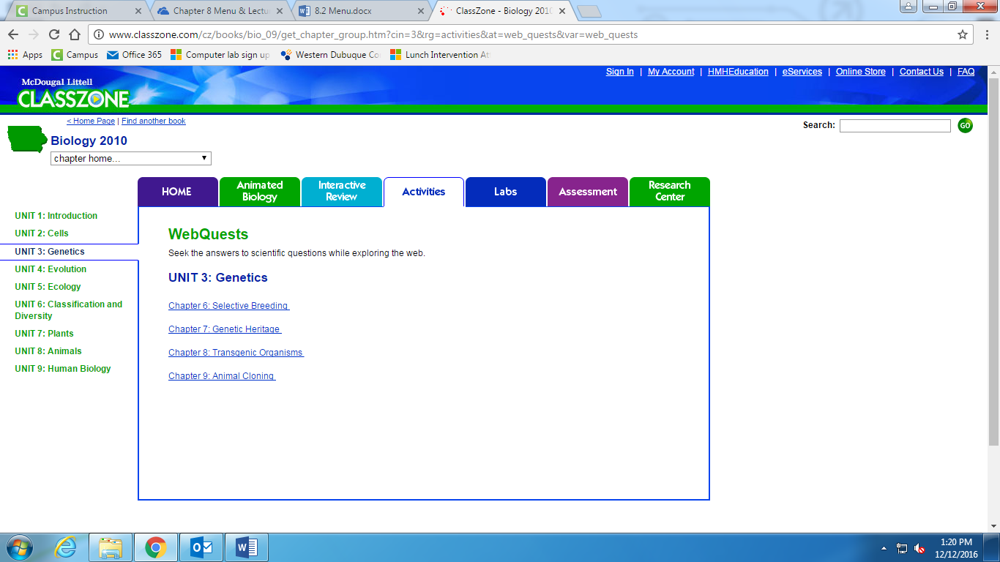 Campus Instruction
Chapter 8 Menu & Lectu
8.2 Menu.docx
ClassZone - Biology 2010
www.classzone.com/cz/books/bio_09/get_chapter_group.htm?cin=3&rg=activities&at=web_quests&var=web_quests
Apps
Campus
Office 365
Computer lab sign up
Western Dubuque Co
Lunch Intervention At
Sign In | My Account | HMHEducation | eServices | Online Store | Contact Us | FAQ
McDougal Littell
CLASSZONE
< Home Page | Find another book
Search:
GO
Biology 2010
chapter home...
HOME
Animated
Biology
Interactive
Review
Activities
Labs
Assessment
Research
Center
UNIT 1: Introduction
UNIT 2: Cells
UNIT 3: Genetics
UNIT 4: Evolution
UNIT 5: Ecology
UNIT 6: Classification and
Diversity
UNIT 7: Plants
UNIT 8: Animals
UNIT 9: Human Biology
WebQuests
Seek the answers to scientific questions while exploring the web.
UNIT 3: Genetics
Chapter 6: Selective Breeding
Chapter 7: Genetic Heritage
Chapter 8: Transgenic Organisms
Chapter 9: Animal Cloning
1:20 PM
12/12/2016